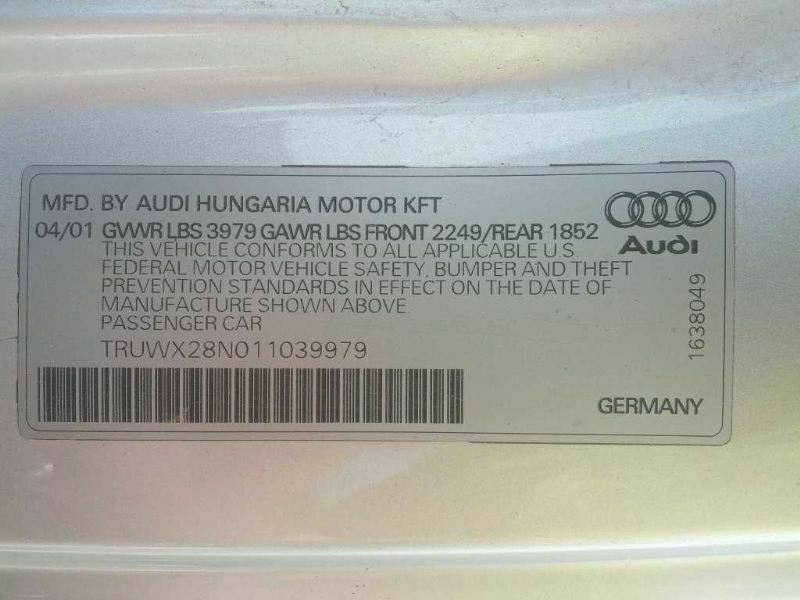 MFD. BY AUDI HUNGARIA MOTOR KFT
04/01 GVWR LBS 3979 GAWR LBS FRONT 2249/REAR 1852
THIS VEHICLE CONFORMS TO ALL APPLICABLE U S
FEDERAL MOTOR VEHICLE SAFETY, BUMPER AND THEFT
PREVENTION STANDARDS IN EFFECT ON THE DATE OF
MANUFACTURE SHOWN ABOVE.
PASSENGER CAR
TRUWX28N011039979
Audi
1638049
GERMANY